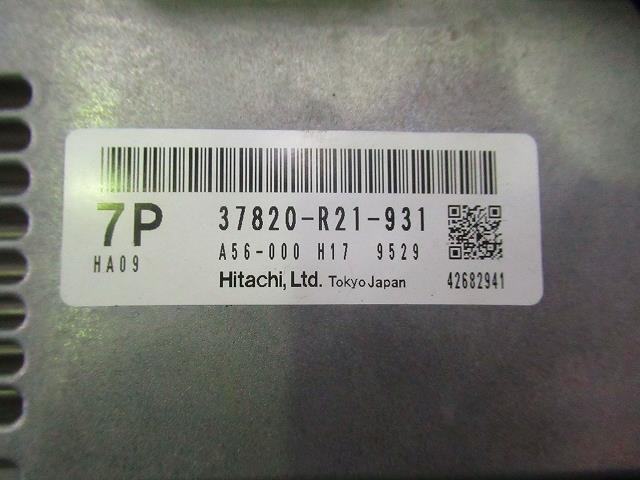 7P 37820-R21-931
HA09 A56-000 H17 9529
Hitachi, Ltd. Tokyo Japan 42682941